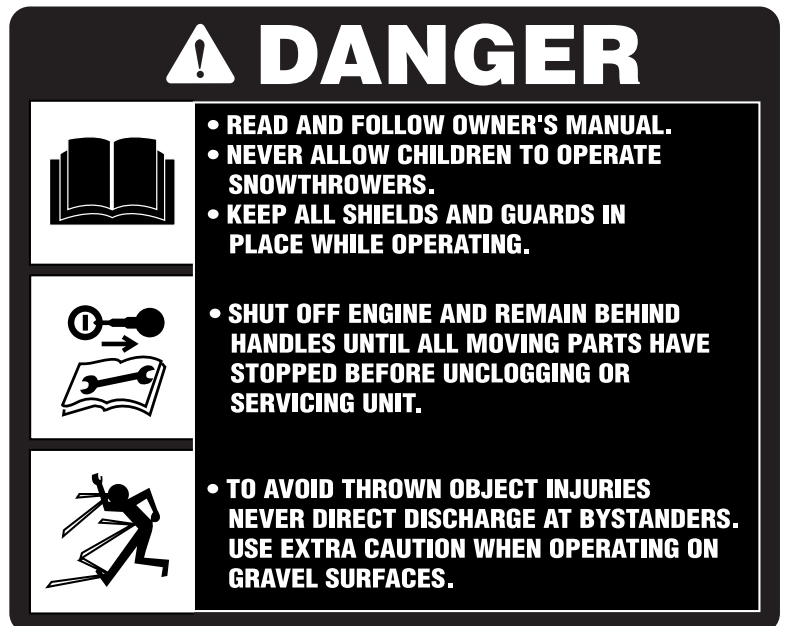 DANGER
• READ AND FOLLOW OWNER'S MANUAL.
• NEVER ALLOW CHILDREN TO OPERATE
SNOWTHROWERS.
• KEEP ALL SHIELDS AND GUARDS IN
PLACE WHILE OPERATING.
• SHUT OFF ENGINE AND REMAIN BEHIND
HANDLES UNTIL ALL MOVING PARTS HAVE
STOPPED BEFORE UNCLOGGING OR
SERVICING UNIT.
• TO AVOID THROWN OBJECT INJURIES
NEVER DIRECT DISCHARGE AT BYSTANDERS.
USE EXTRA CAUTION WHEN OPERATING ON
GRAVEL SURFACES.